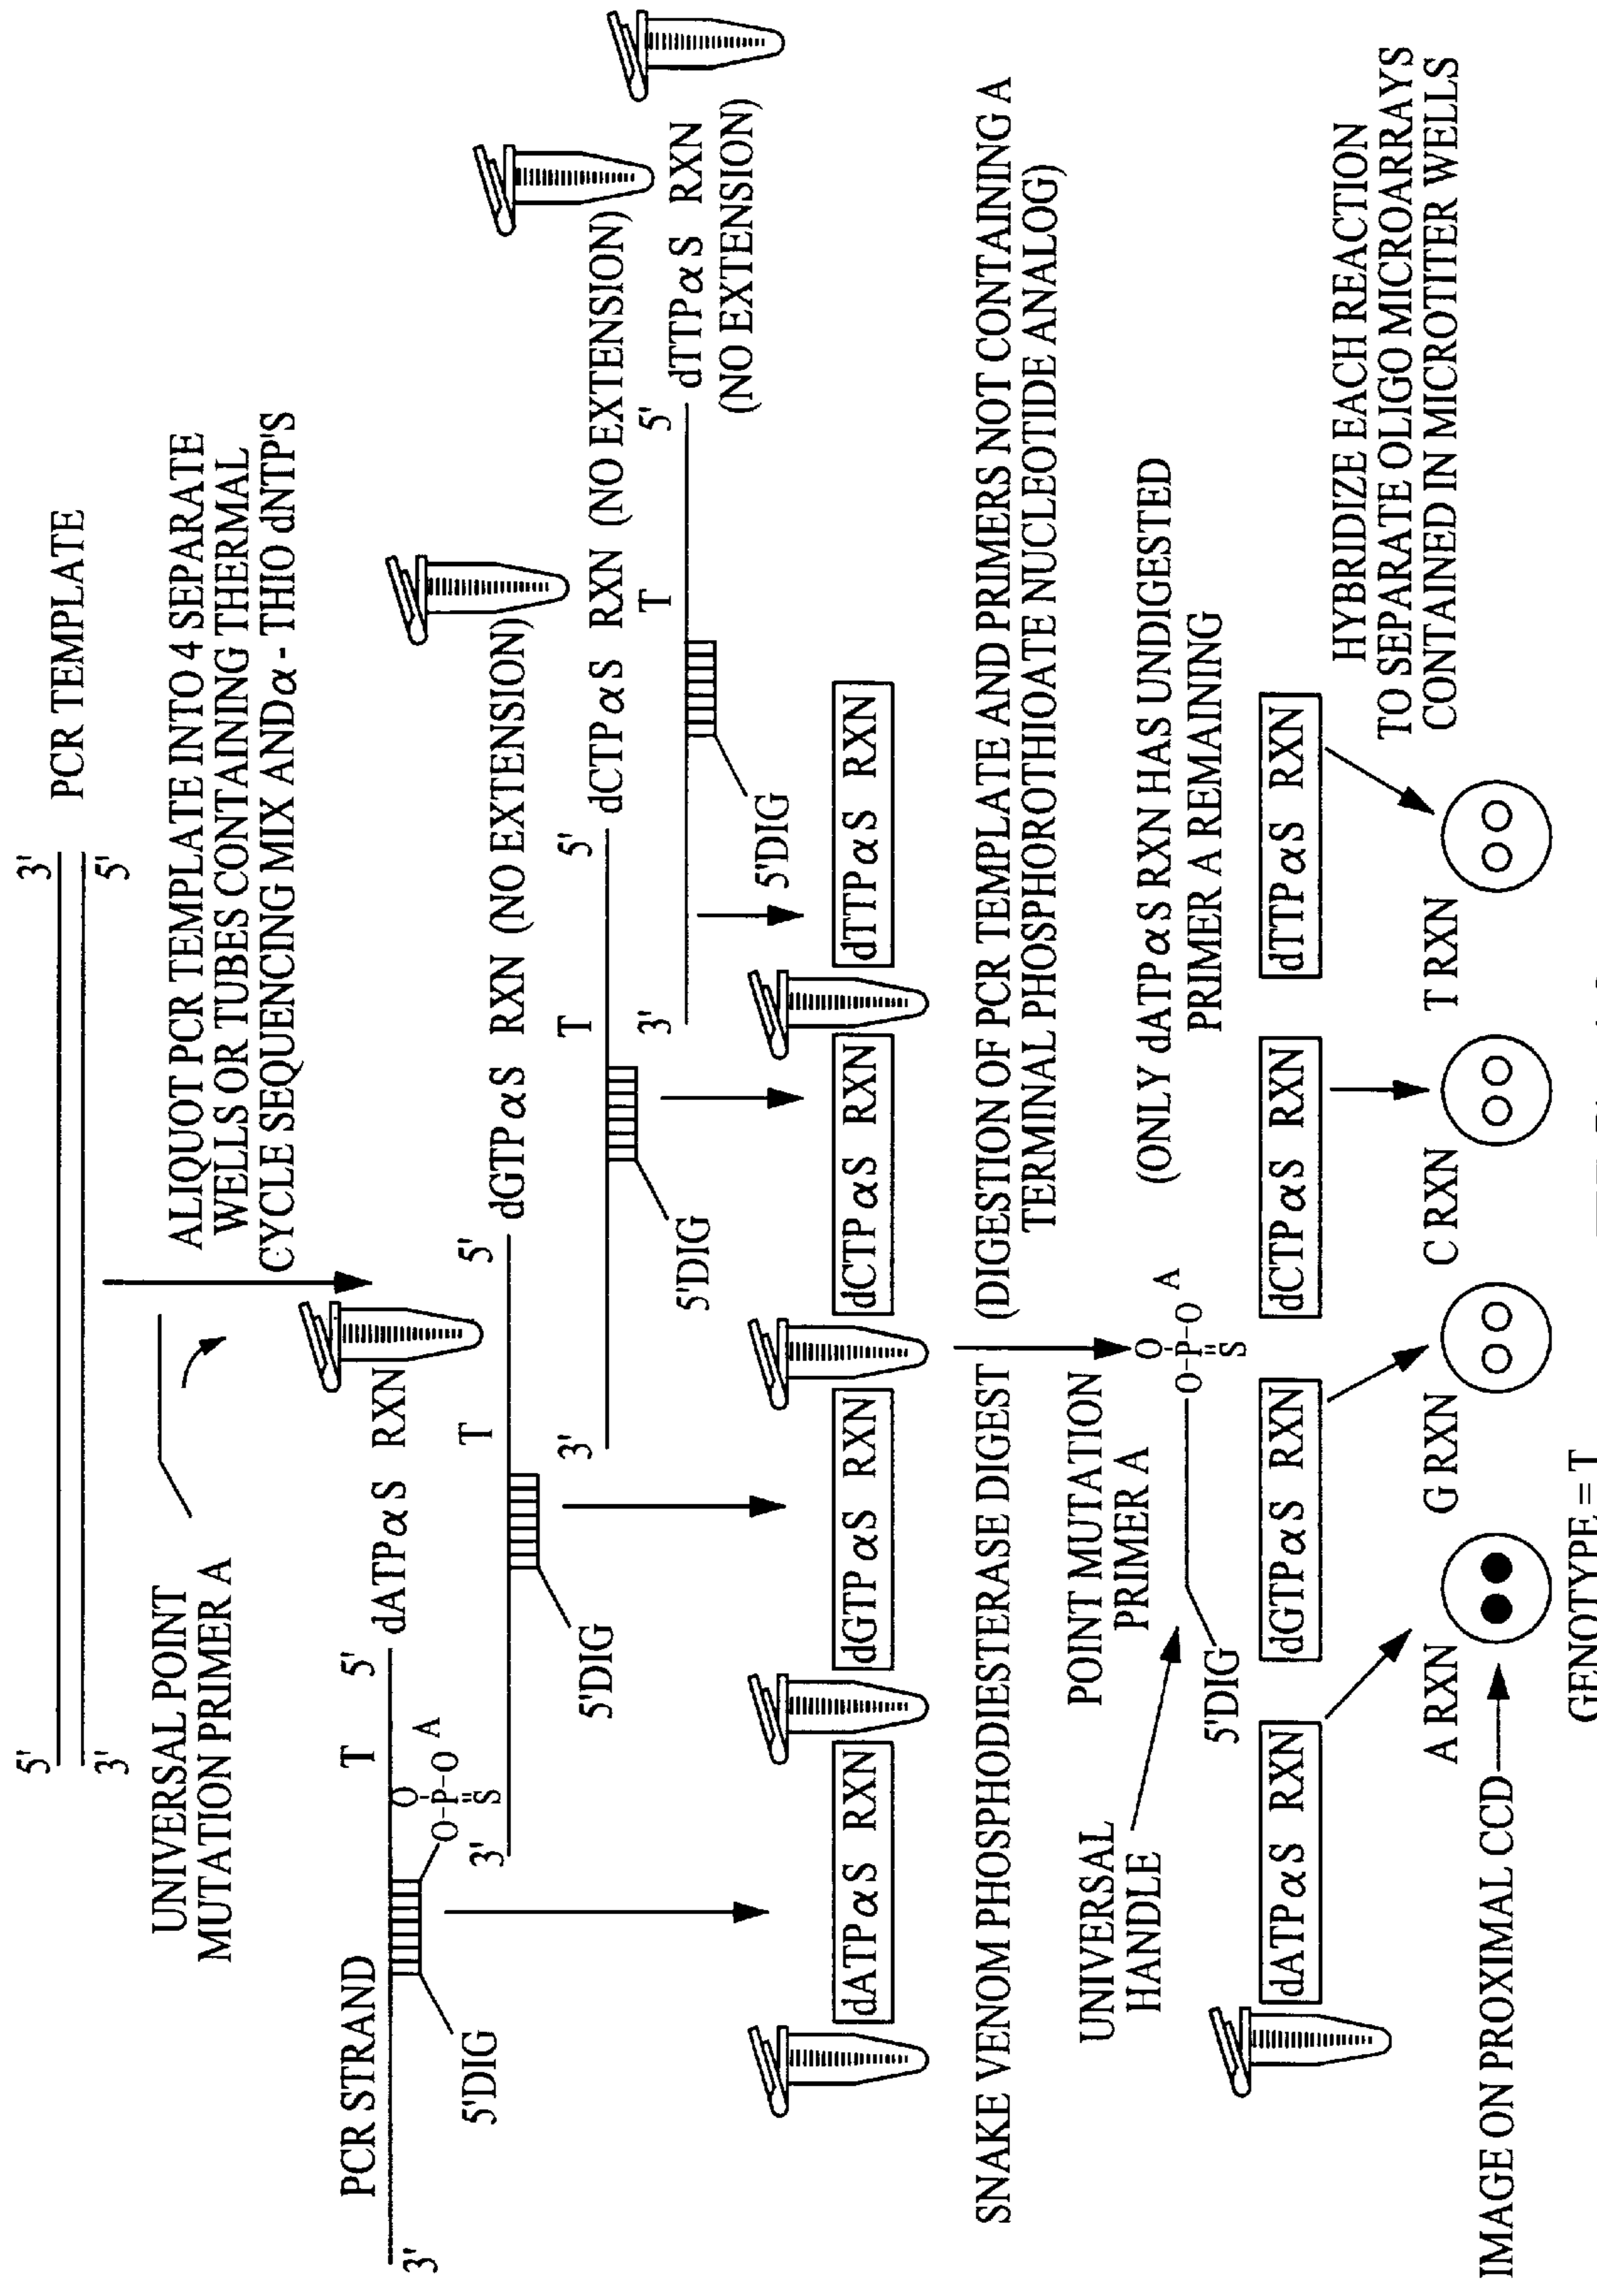 5'
3'
PCR TEMPLATE
3'
5'
UNIVERSAL POINT
MUTATION PRIMER A
ALIQUOT PCR TEMPLATE INTO 4 SEPARATE
WELLS OR TUBES CONTAINING THERMAL
CYCLE SEQUENCING MIX ANDα - THIO dNTP'S
PCR STRAND
3'
T
5'
dATPαS RXN
5'DIG
O
O-P-O
S
A
3'
T
5'
dGTPαS RXN (NO EXTENSION)
5'DIG
3'
T
5'
dCTPαS RXN (NO EXTENSION)
5'DIG
3'
T
5'
dTTPαS RXN
(NO EXTENSION)
5'DIG
dATPαS RXN
dGTPαS RXN
dCTPαS RXN
dTTPαS RXN
SNAKE VENOM PHOSPHODIESTERASE DIGEST
(DIGESTION OF PCR TEMPLATE AND PRIMERS NOT CONTAINING A
TERMINAL PHOSPHOROTHIOATE NUCLEOTIDE ANALOG)
UNIVERSAL
HANDLE
POINT MUTATION
PRIMER A
5'DIG
O
O-P-O
S
A
(ONLY dATPαS RXN HAS UNDIGESTED
PRIMER A REMAINING
dATPαS RXN
dGTPαS RXN
dCTPαS RXN
dTTPαS RXN
HYBRIDIZE EACH REACTION
TO SEPARATE OLIGO MICROARRAYS
CONTAINED IN MICROTITER WELLS
A RXN
G RXN
C RXN
T RXN
IMAGE ON PROXIMAL CCD
GENOTYPE = T